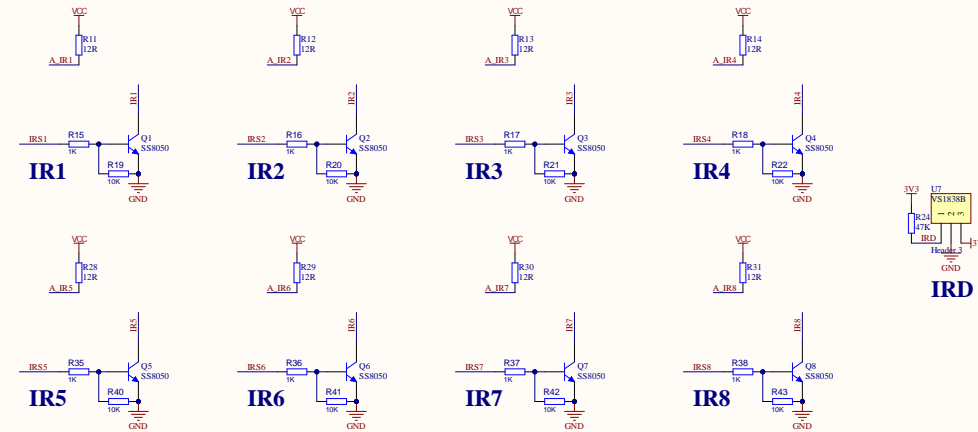 VCC
R11
12R
A_IR1
IR1
IRS1
R15
1K
Q1
SS8050
R19
10K
GND
IR1
VCC
R12
12R
A_IR2
IR2
IRS2
R16
1K
Q2
SS8050
R20
10K
GND
IR2
VCC
R13
12R
A_IR3
IR3
IRS3
R17
1K
Q3
SS8050
R21
10K
GND
IR3
VCC
R14
12R
A_IR4
IR4
IRS4
R18
1K
Q4
SS8050
R22
10K
GND
IR4
3V3
U7
VS1838B
R24
47K
1
2
3
IRD
Header 3
GND
IRD
VCC
R28
12R
A_IR5
IR5
IRS5
R35
1K
Q5
SS8050
R40
10K
GND
IR5
VCC
R29
12R
A_IR6
IR6
IRS6
R36
1K
Q6
SS8050
R41
10K
GND
IR6
VCC
R30
12R
A_IR7
IR7
IRS7
R37
1K
Q7
SS8050
R42
10K
GND
IR7
VCC
R31
12R
A_IR8
IR8
IRS8
R38
1K
Q8
SS8050
R43
10K
GND
IR8